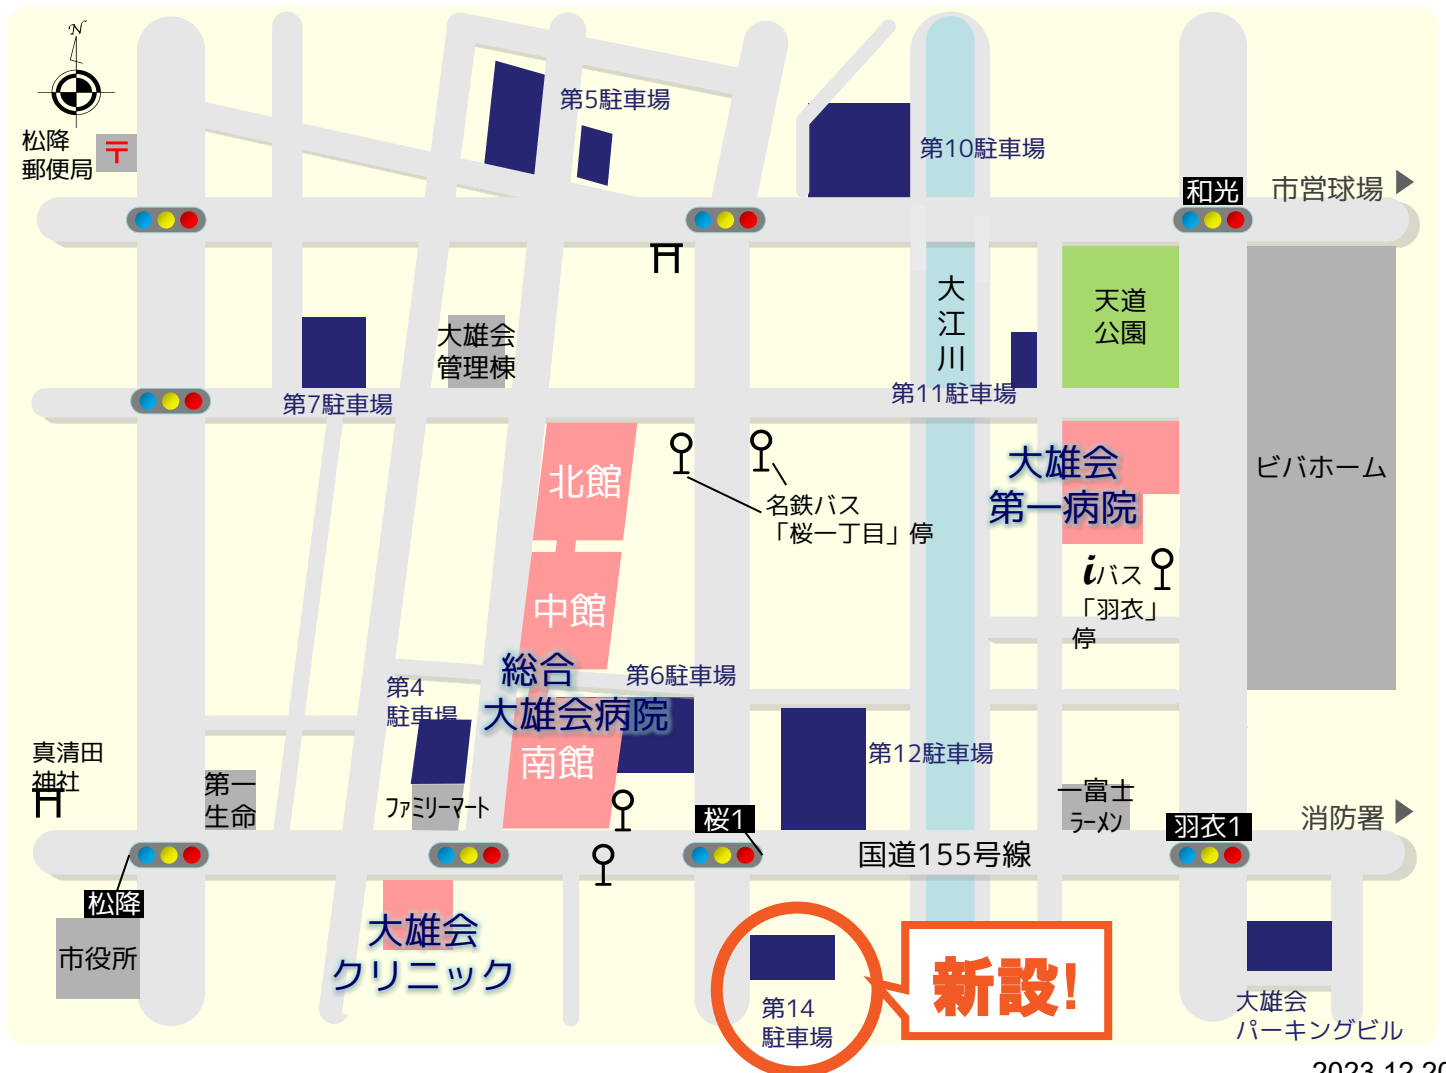 N
松降
郵便局
〒
第5駐車場
第10駐車場
和光
市営球場
大江川
天道
公園
大雄会
管理棟
第7駐車場
第11駐車場
北館
大雄会
第一病院
ビバホーム
名鉄バス
「桜一丁目」停
iバス
「羽衣」
停
中館
総合
大雄会病院
第6駐車場
第4
駐車場
南館
第12駐車場
真清田
神社
第一
生命
ファミリーマート
桜1
一富士
ラーメン
羽衣1
消防署
国道155号線
松降
市役所
大雄会
クリニック
第14
駐車場
新設!
大雄会
パーキングビル
2023.12.20